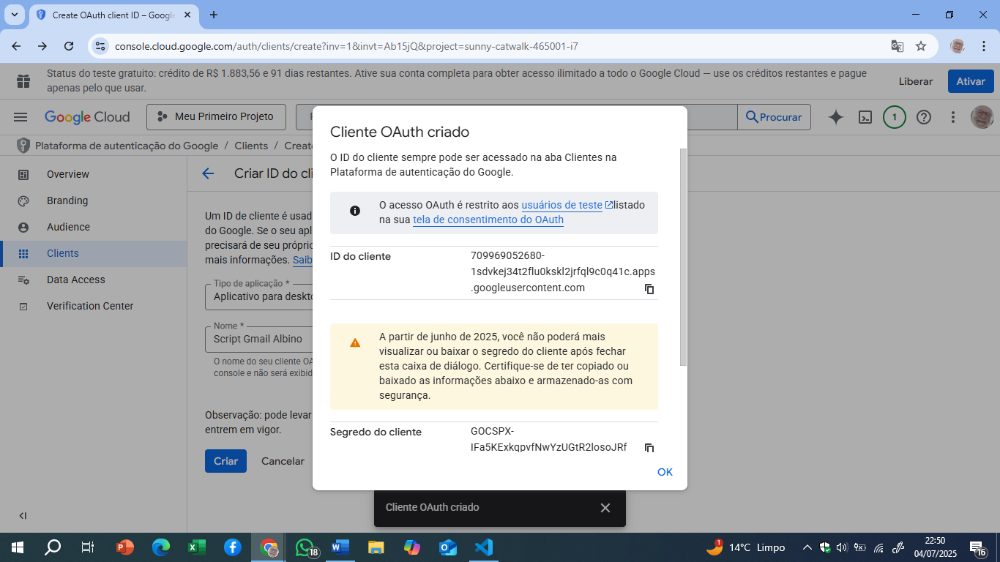 Create OAuth client ID – Google
console.cloud.google.com/auth/clients/create?inv=1&invt=Ab15jQ&project=sunny-catwalk-465001-i7
Status do teste gratuito: crédito de R$ 1.883,56 e 91 dias restantes. Ative sua conta completa para obter acesso ilimitado a todo o Google Cloud — use os créditos restantes e pague
apenas pelo que usar.
Liberar
Ativar
Google Cloud
Meu Primeiro Projeto
Procurar
1
Plataforma de autenticação do Google / Clients / Create
Overview
Branding
Audience
Clients
Data Access
Verification Center
Criar ID do cli
Um ID de cliente é usad
do Google. Se o seu apl
precisará de seu próprio
mais informações. Saib
Tipo de aplicação *
Aplicativo para deskto
Nome *
Script Gmail Albino
O nome do seu cliente OA
console e não será exibid
Observação: pode levar
entrem em vigor.
Criar
Cancelar
Cliente OAuth criado
O ID do cliente sempre pode ser acessado na aba Clientes na
Plataforma de autenticação do Google.
O acesso OAuth é restrito aos usuários de teste listado
na sua tela de consentimento do OAuth
ID do cliente
709969052680-
1sdvkej34t2flu0kskl2jrfql9c0q41c.apps
.googleusercontent.com
A partir de junho de 2025, você não poderá mais
visualizar ou baixar o segredo do cliente após fechar
esta caixa de diálogo. Certifique-se de ter copiado ou
baixado as informações abaixo e armazenado-as com
segurança.
Segredo do cliente
GOCSPX-
IFa5KExkqpvfNwYzUGtR2losoJRf
OK
Cliente OAuth criado
18
1
14°C Limpo
22:50
04/07/2025
16